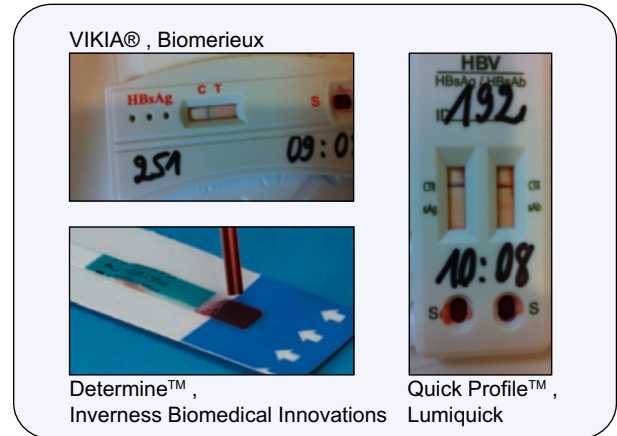 VIKIA® , Biomerieux
C T
HBsAg
S
251
09:0
HBV
HBsAg / HBsAb
ID 192
CTR CTR
sAg sAb
10:08
S S
Determine™ ,
Inverness Biomedical Innovations
Quick Profile™ ,
Lumiquick